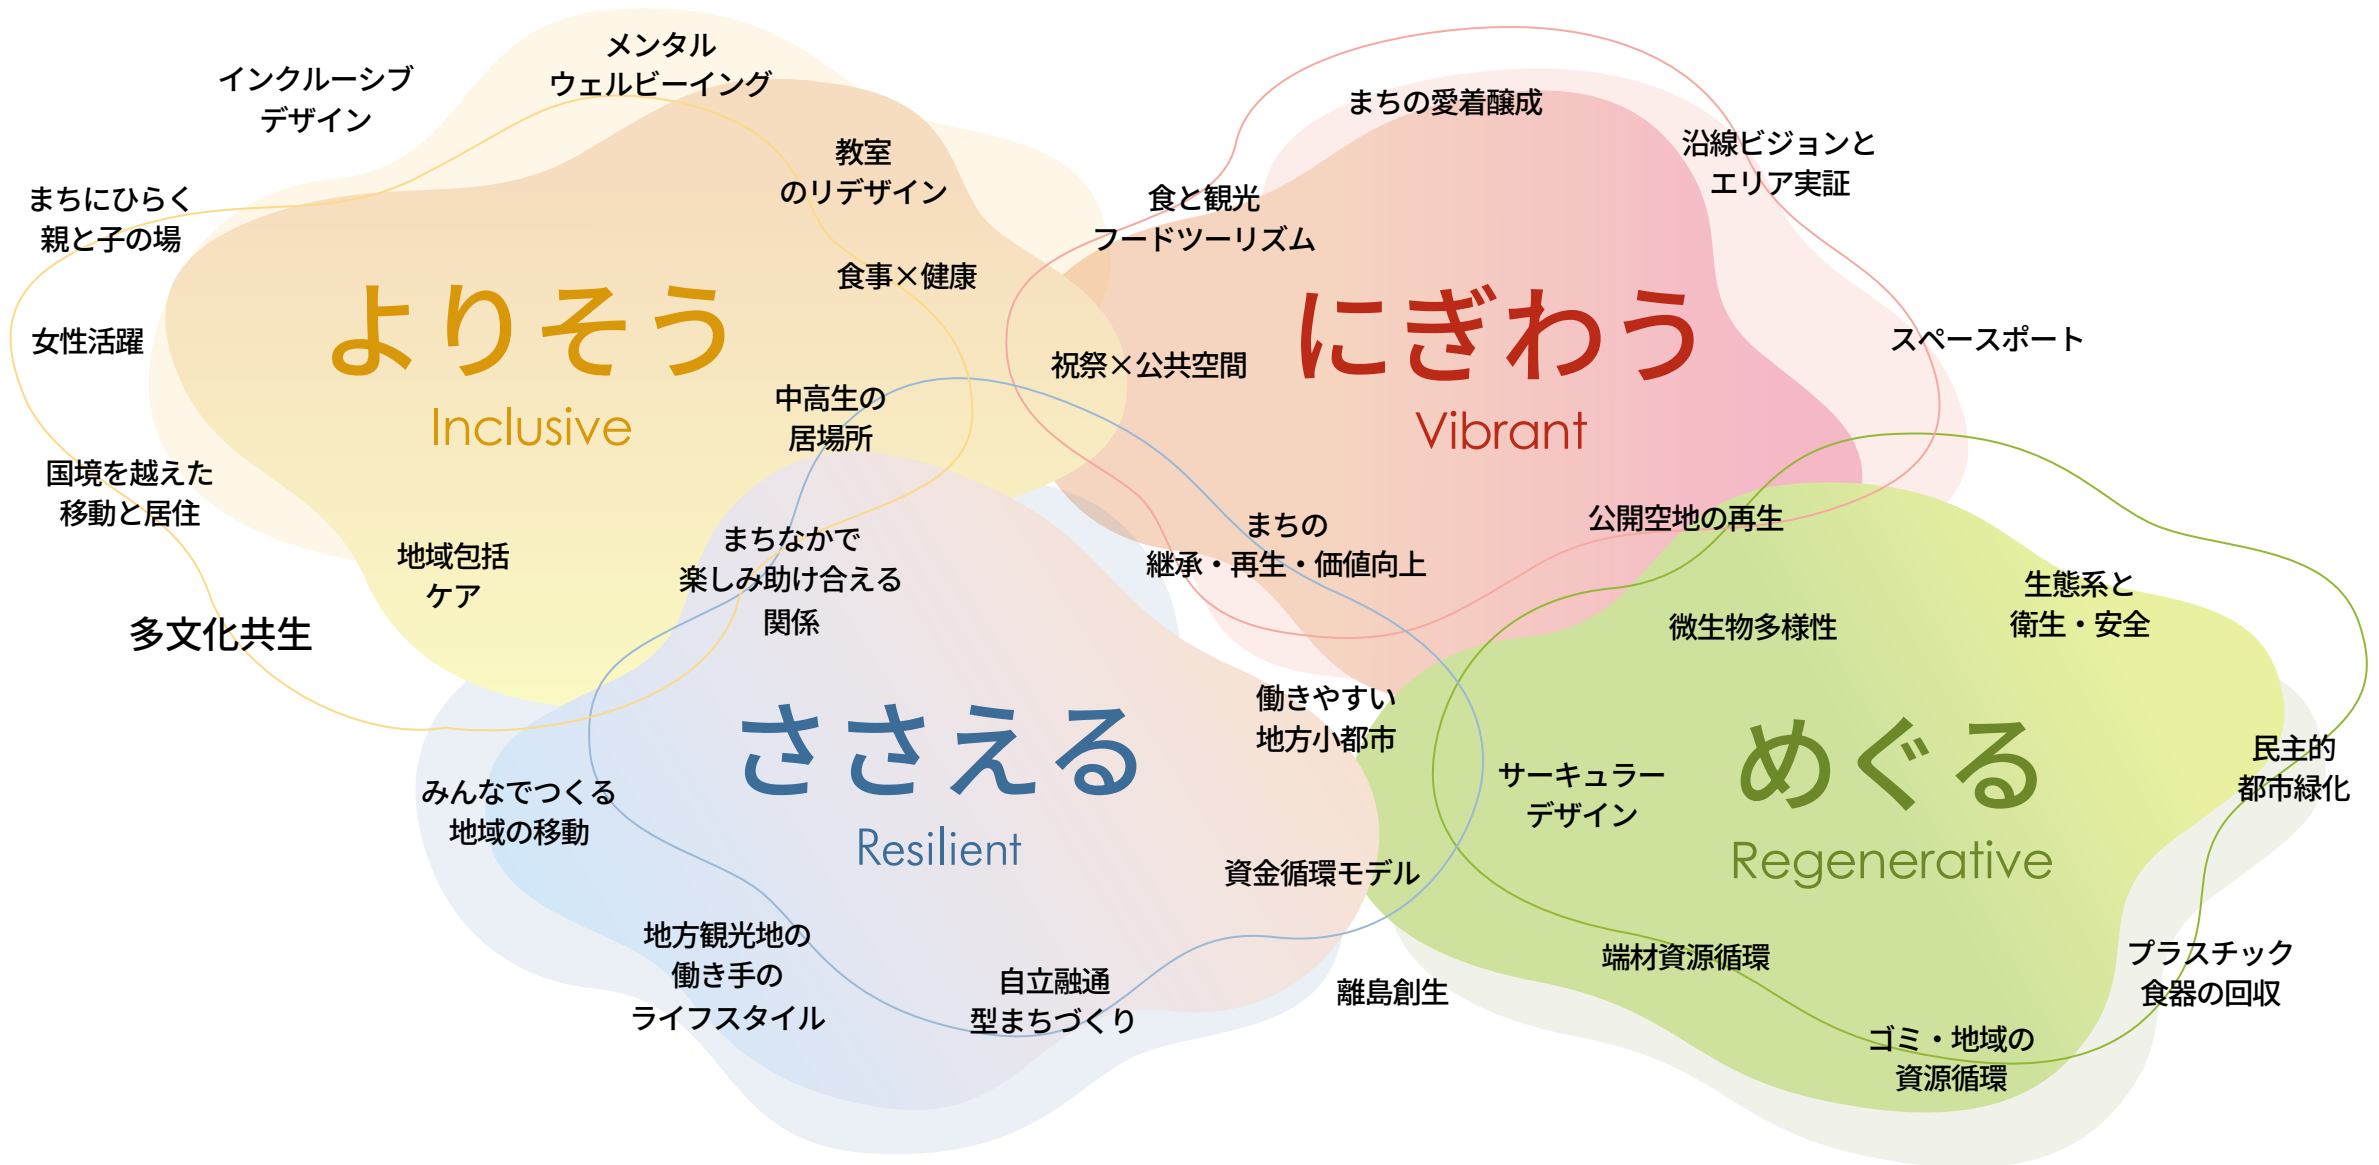 インクルーシブ
デザイン
メンタル
ウェルビーイング
教室
のリデザイン
まちにひらく
親と子の場
食事×健康
女性活躍
よりそう
Inclusive
中高生の
居場所
国境を越えた
移動と居住
地域包括
ケア
まちなかで
楽しみ助け合える
関係
多文化共生
まちの愛着醸成
沿線ビジョンと
エリア実証
食と観光
フードツーリズム
祝祭×公共空間
にぎわう
Vibrant
スペースポート
まちの
継承・再生・価値向上
公開空地の再生
ささえる
Resilient
働きやすい
地方小都市
みんなでつくる
地域の移動
資金循環モデル
地方観光地の
働き手の
ライフスタイル
自立融通
型まちづくり
離島創生
微生物多様性
生態系と
衛生・安全
めぐる
Regenerative
サーキュラー
デザイン
民主的
都市緑化
端材資源循環
プラスチック
食器の回収
ゴミ・地域の
資源循環